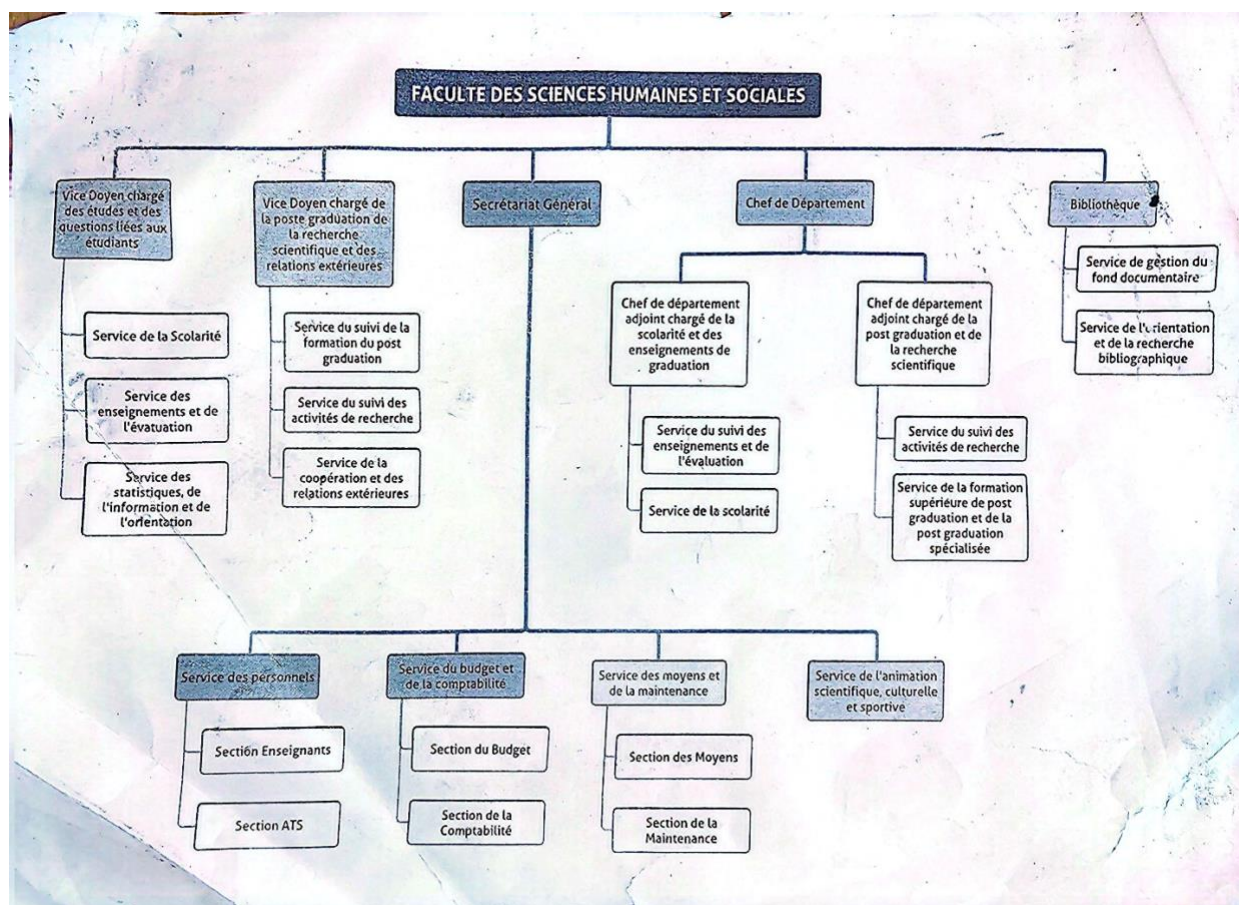 FACULTE DES SCIENCES HUMAINES ET SOCIALES
Vice Doyen chargé
des études et des
questions liées aux
étudiants
Service de la Scolarité
Service des
enseignements et de
l'évatuation
Service des
statistiques, de
l'information et de
l'orientation
Vice Doyen chargé de
la poste graduation de
la recherche
scientifique et des
relations extérieures
Service du suivi de la
formation du post
graduation
Service du suivi des
activités de recherche
Service de la
coopération et des
relations extérieures
Secrétariat Général
Chef de Département
Chef de département
adjoint chargé de la
scolarité et des
enseignements de
graduation
Service du suivi des
enseignements et de
l'évaluation
Service de la scolarité
Chef de département
adjoint chargé de la
post graduation et de
la recherche
scientifique
Service du suivi des
activités de recherche
Service de la formation
supérieure de post
graduation et de la
post graduation
spécialisée
Bibliothèque
Service de gestion du
fond documentaire
Service de l'orientation
et de la recherche
bibliographique
Service des personnels
Section Enseignants
Section ATS
Service du budget et
de la comptabilité
Section du Budget
Section de la
Comptabilité
Service des moyens et
de la maintenance
Section des Moyens
Section de la
Maintenance
Service de l'animation
scientifique, culturelle
et sportive